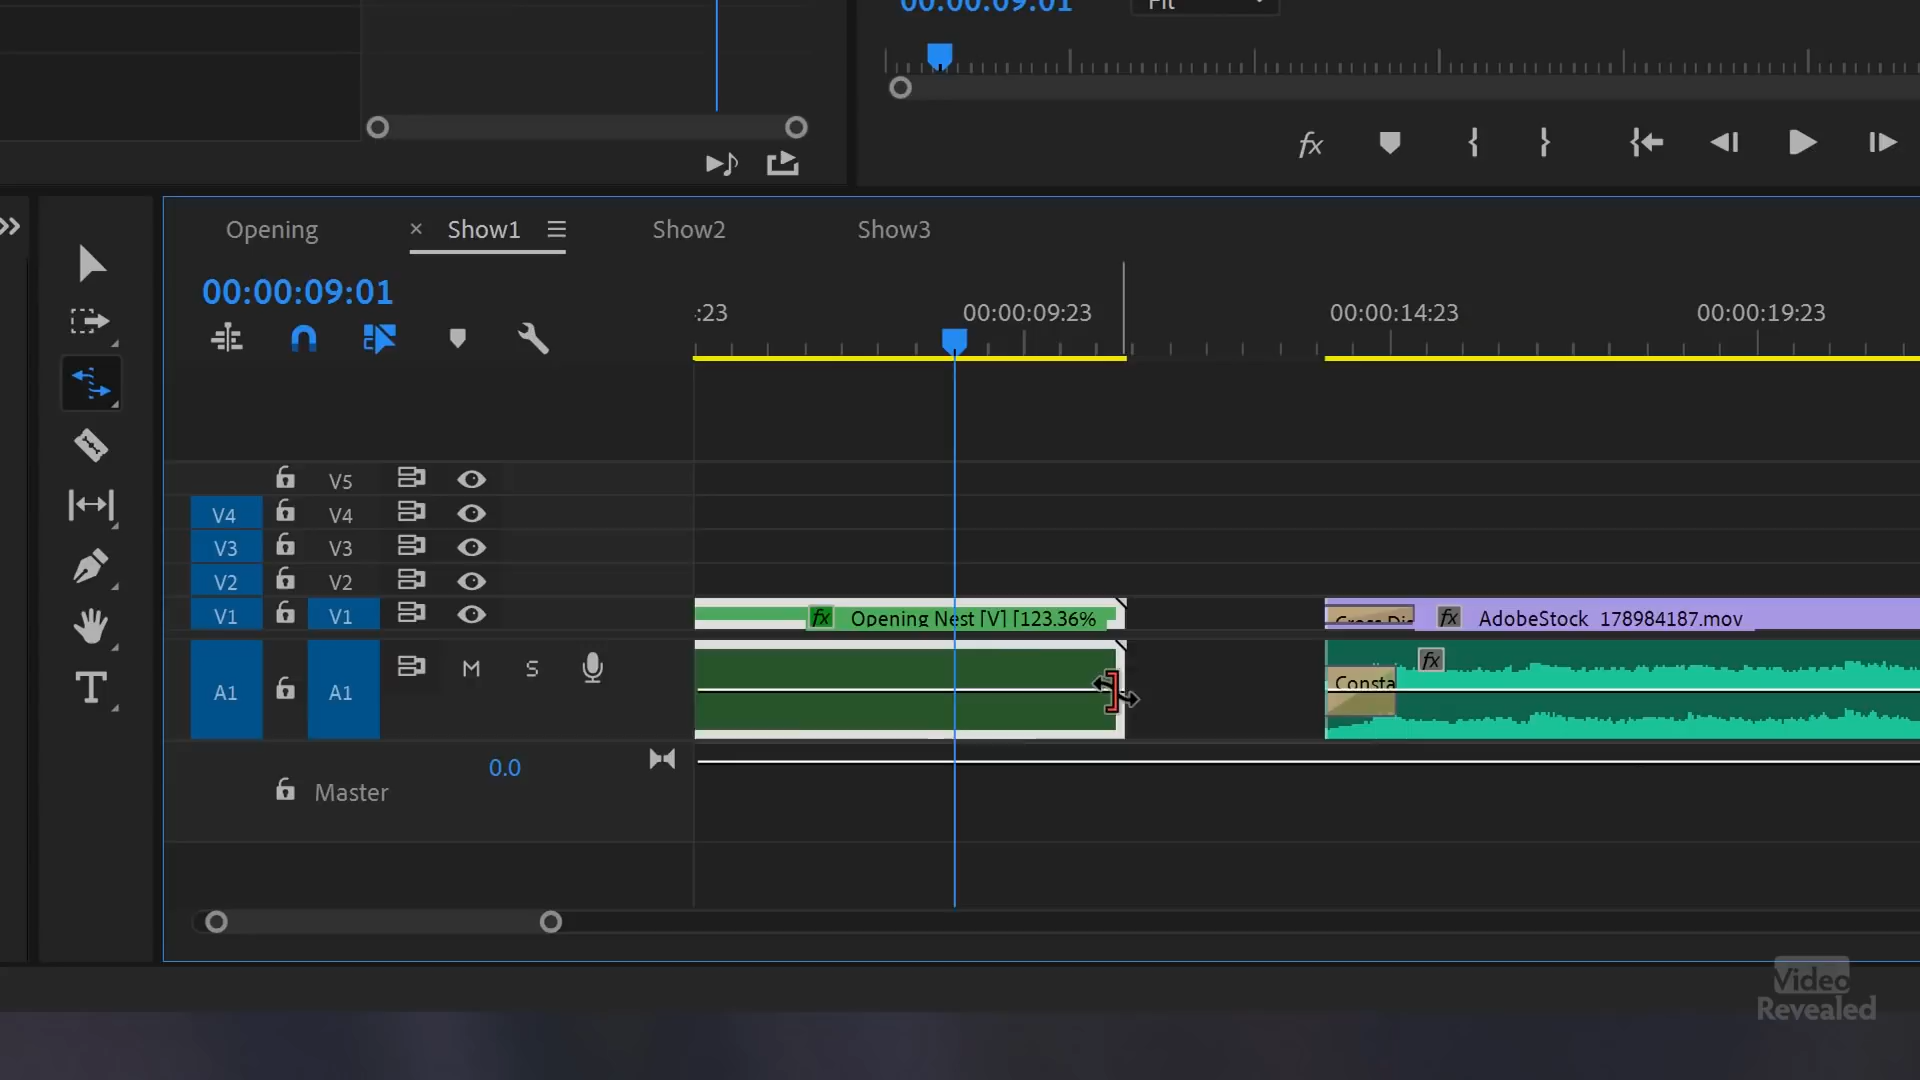 00:00:09:01
Fit
fx
Opening
× Show1
Show2
Show3
00:00:09:01
:23
00:00:09:23
00:00:14:23
00:00:19:23
V5
V4 V4
V3 V3
V2 V2
V1 V1
fx Opening Nest [V] [123.36%
fx AdobeStock_178984187.mov
A1 A1 M S
fx
Consta
0.0
Master
T
Video
Revealed